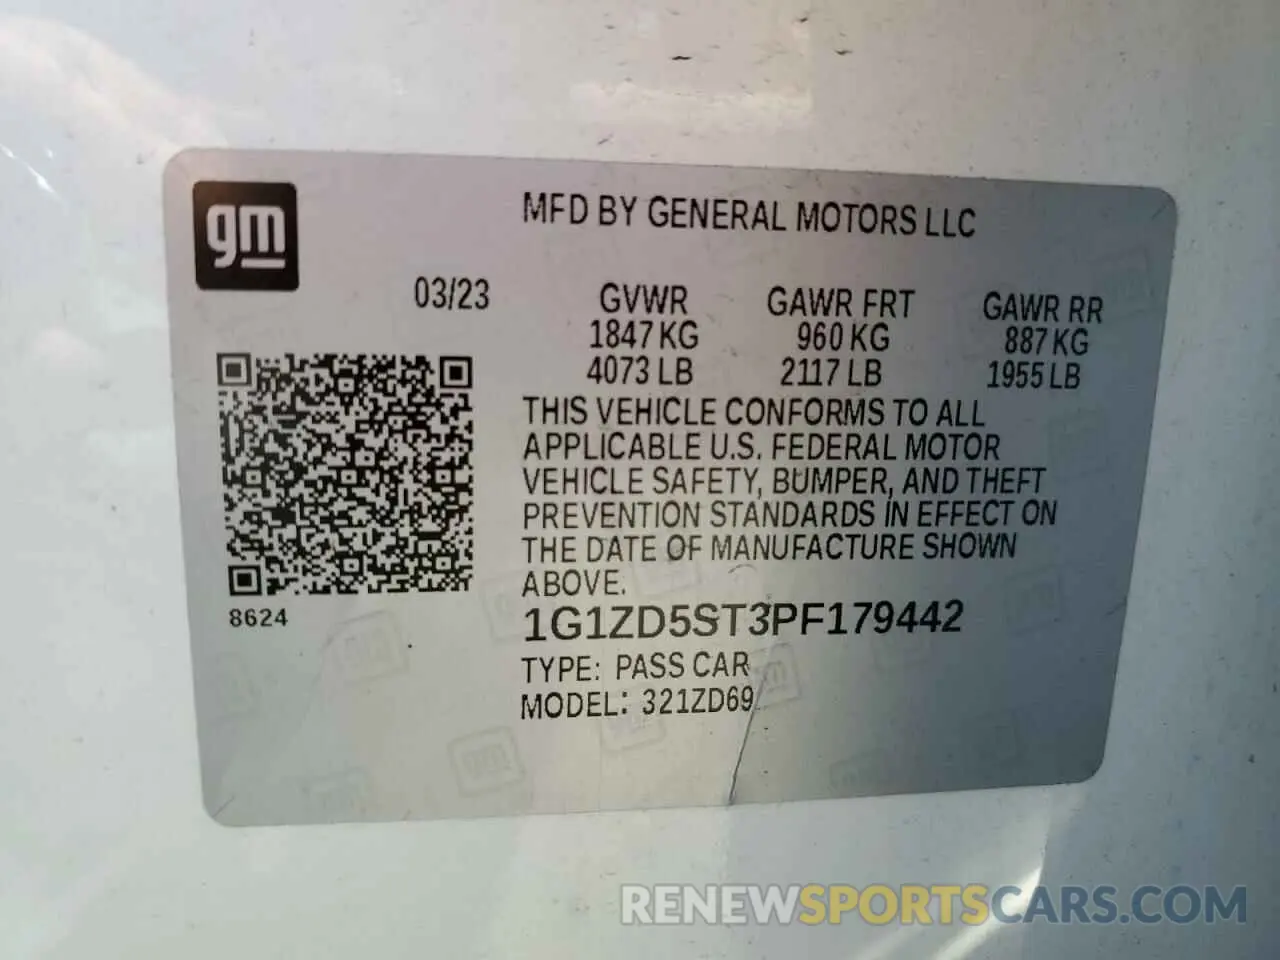 gm
MFD BY GENERAL MOTORS LLC
03/23 GVWR GAWR FRT GAWR RR
1847 KG 960 KG 887 KG
4073 LB 2117 LB 1955 LB
THIS VEHICLE CONFORMS TO ALL
APPLICABLE U.S. FEDERAL MOTOR
VEHICLE SAFETY, BUMPER, AND THEFT
PREVENTION STANDARDS IN EFFECT ON
THE DATE OF MANUFACTURE SHOWN
ABOVE.
8624
1G1ZD5ST3PF179442
TYPE: PASS CAR
MODEL: 321ZD69
RENEWSPORTSCARS.COM